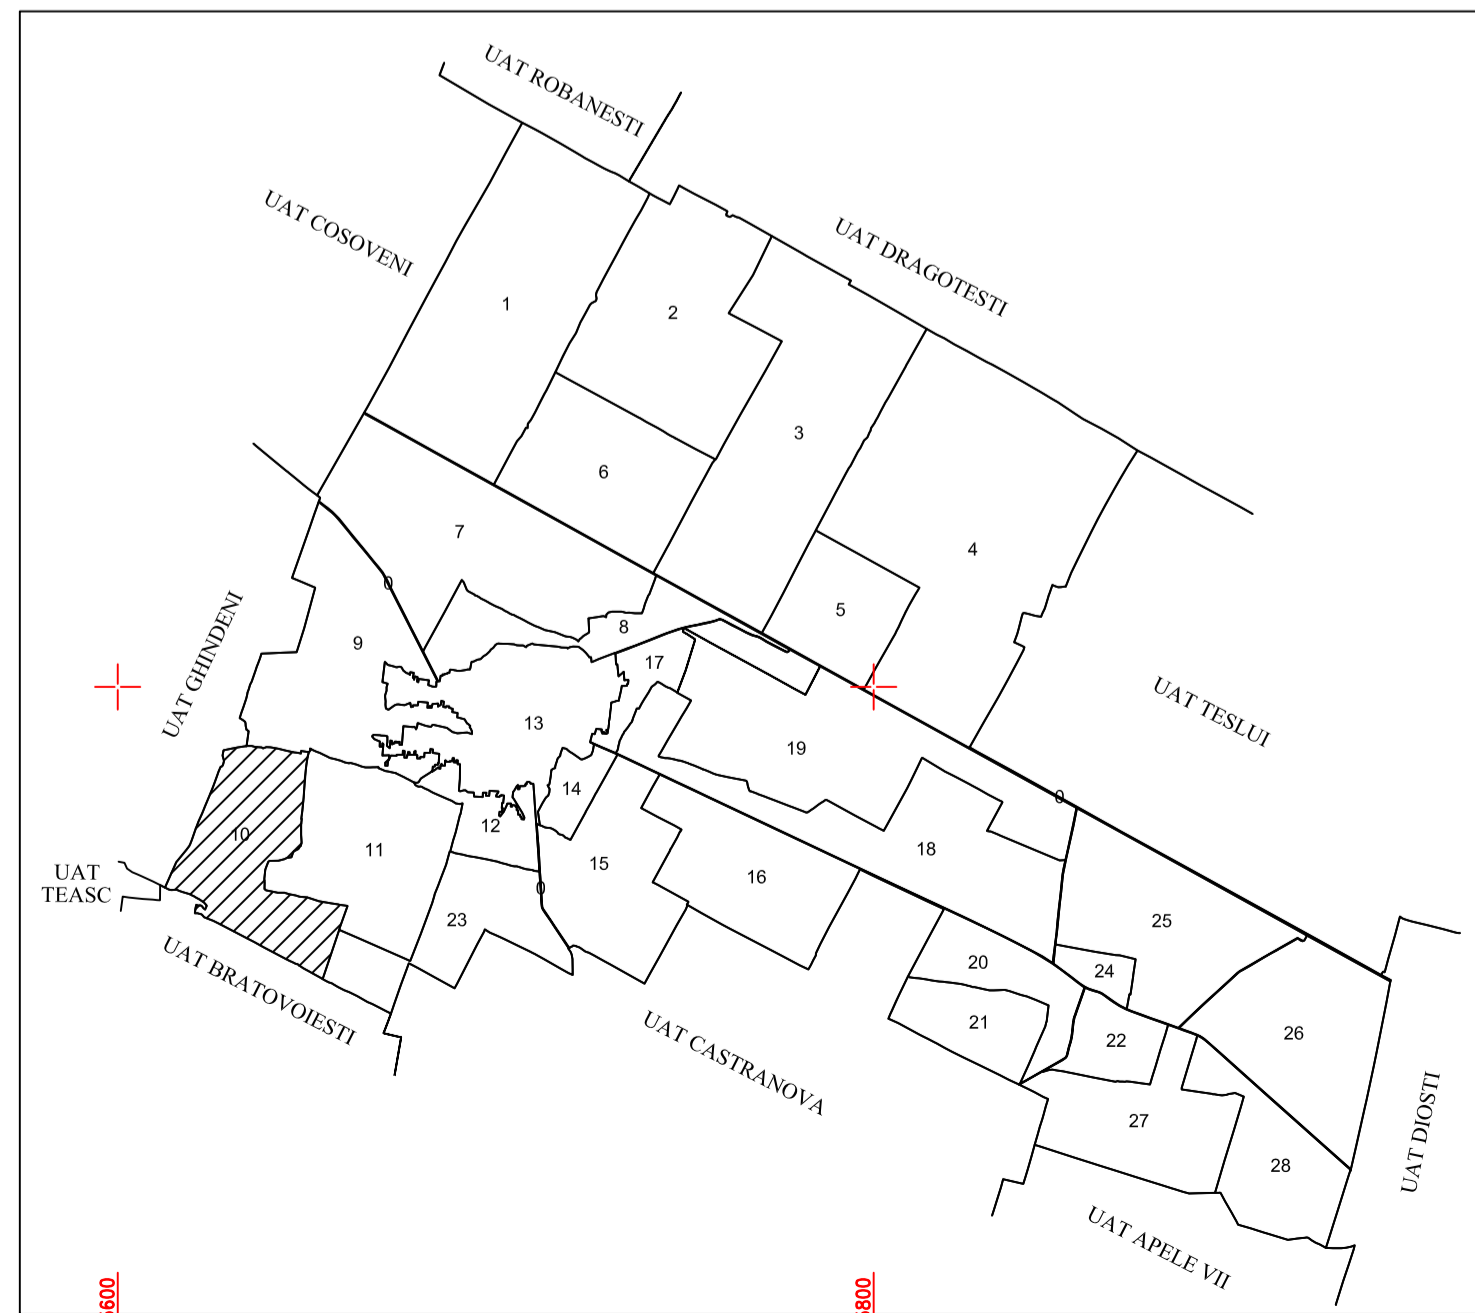 UAT ROBANESTI
UAT COSOVENI
UAT DRAGOTESTI
1
2
3
6
7
4
0
5
8
9
17
UAT GHINDENI
UAT TESLUI
13
19
14
0
10
12
11
18
15
16
UAT
TEASC
0
23
25
UAT BRATOVOIESTI
20
24
21
26
22
UAT CASTRANOVA
27
UAT DIOSTI
28
UAT APELE VII